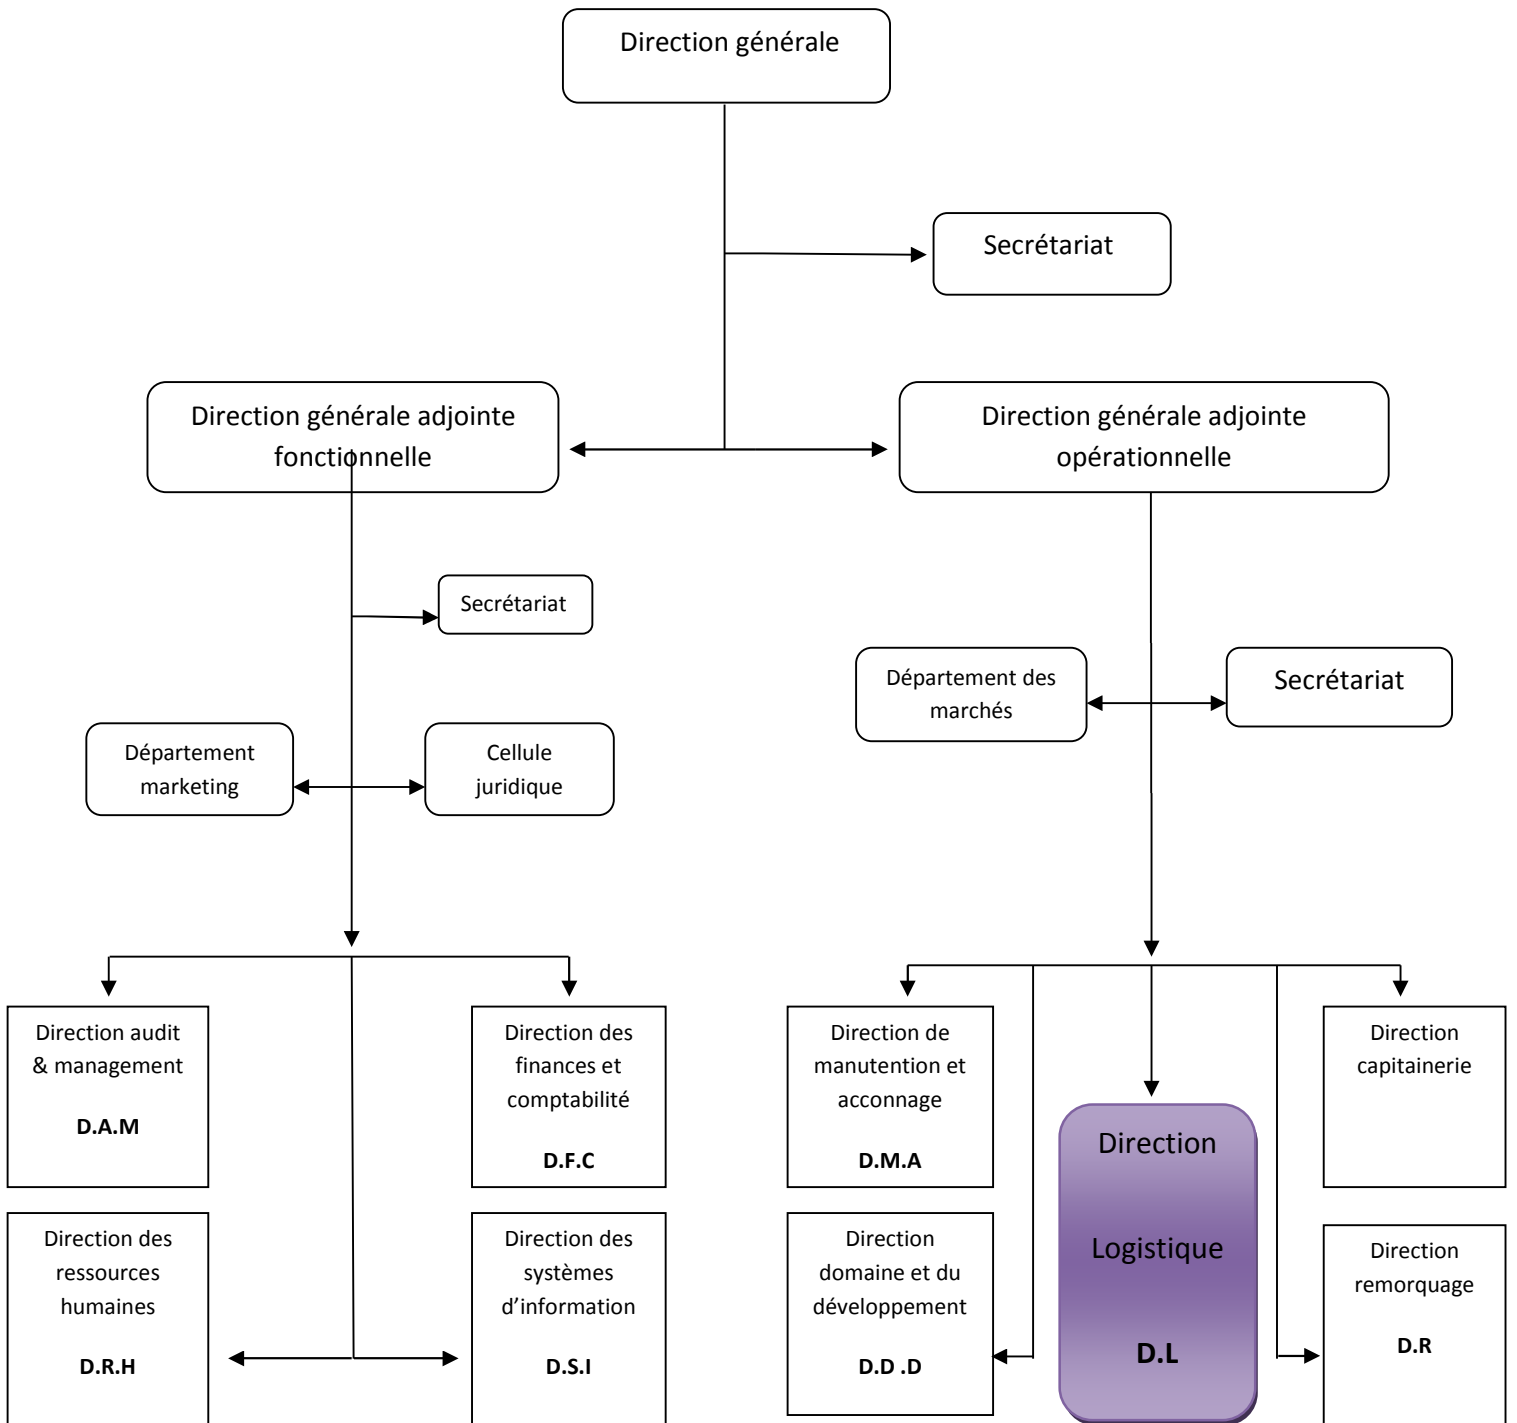 Direction générale
Secrétariat
Direction générale adjointe
fonctionnelle
Direction générale adjointe
opérationnelle
Secrétariat
Département des
marchés
Secrétariat
Département
marketing
Cellule
juridique
Direction audit
& management
D.A.M
Direction des
finances et
comptabilité
D.F.C
Direction de
manutention et
acconnage
D.M.A
Direction
capitainerie
Direction
Logistique
D.L
Direction des
ressources
humaines
D.R.H
Direction des
systèmes
d’information
D.S.I
Direction
domaine et du
développement
D.D .D
Direction
remorquage
D.R